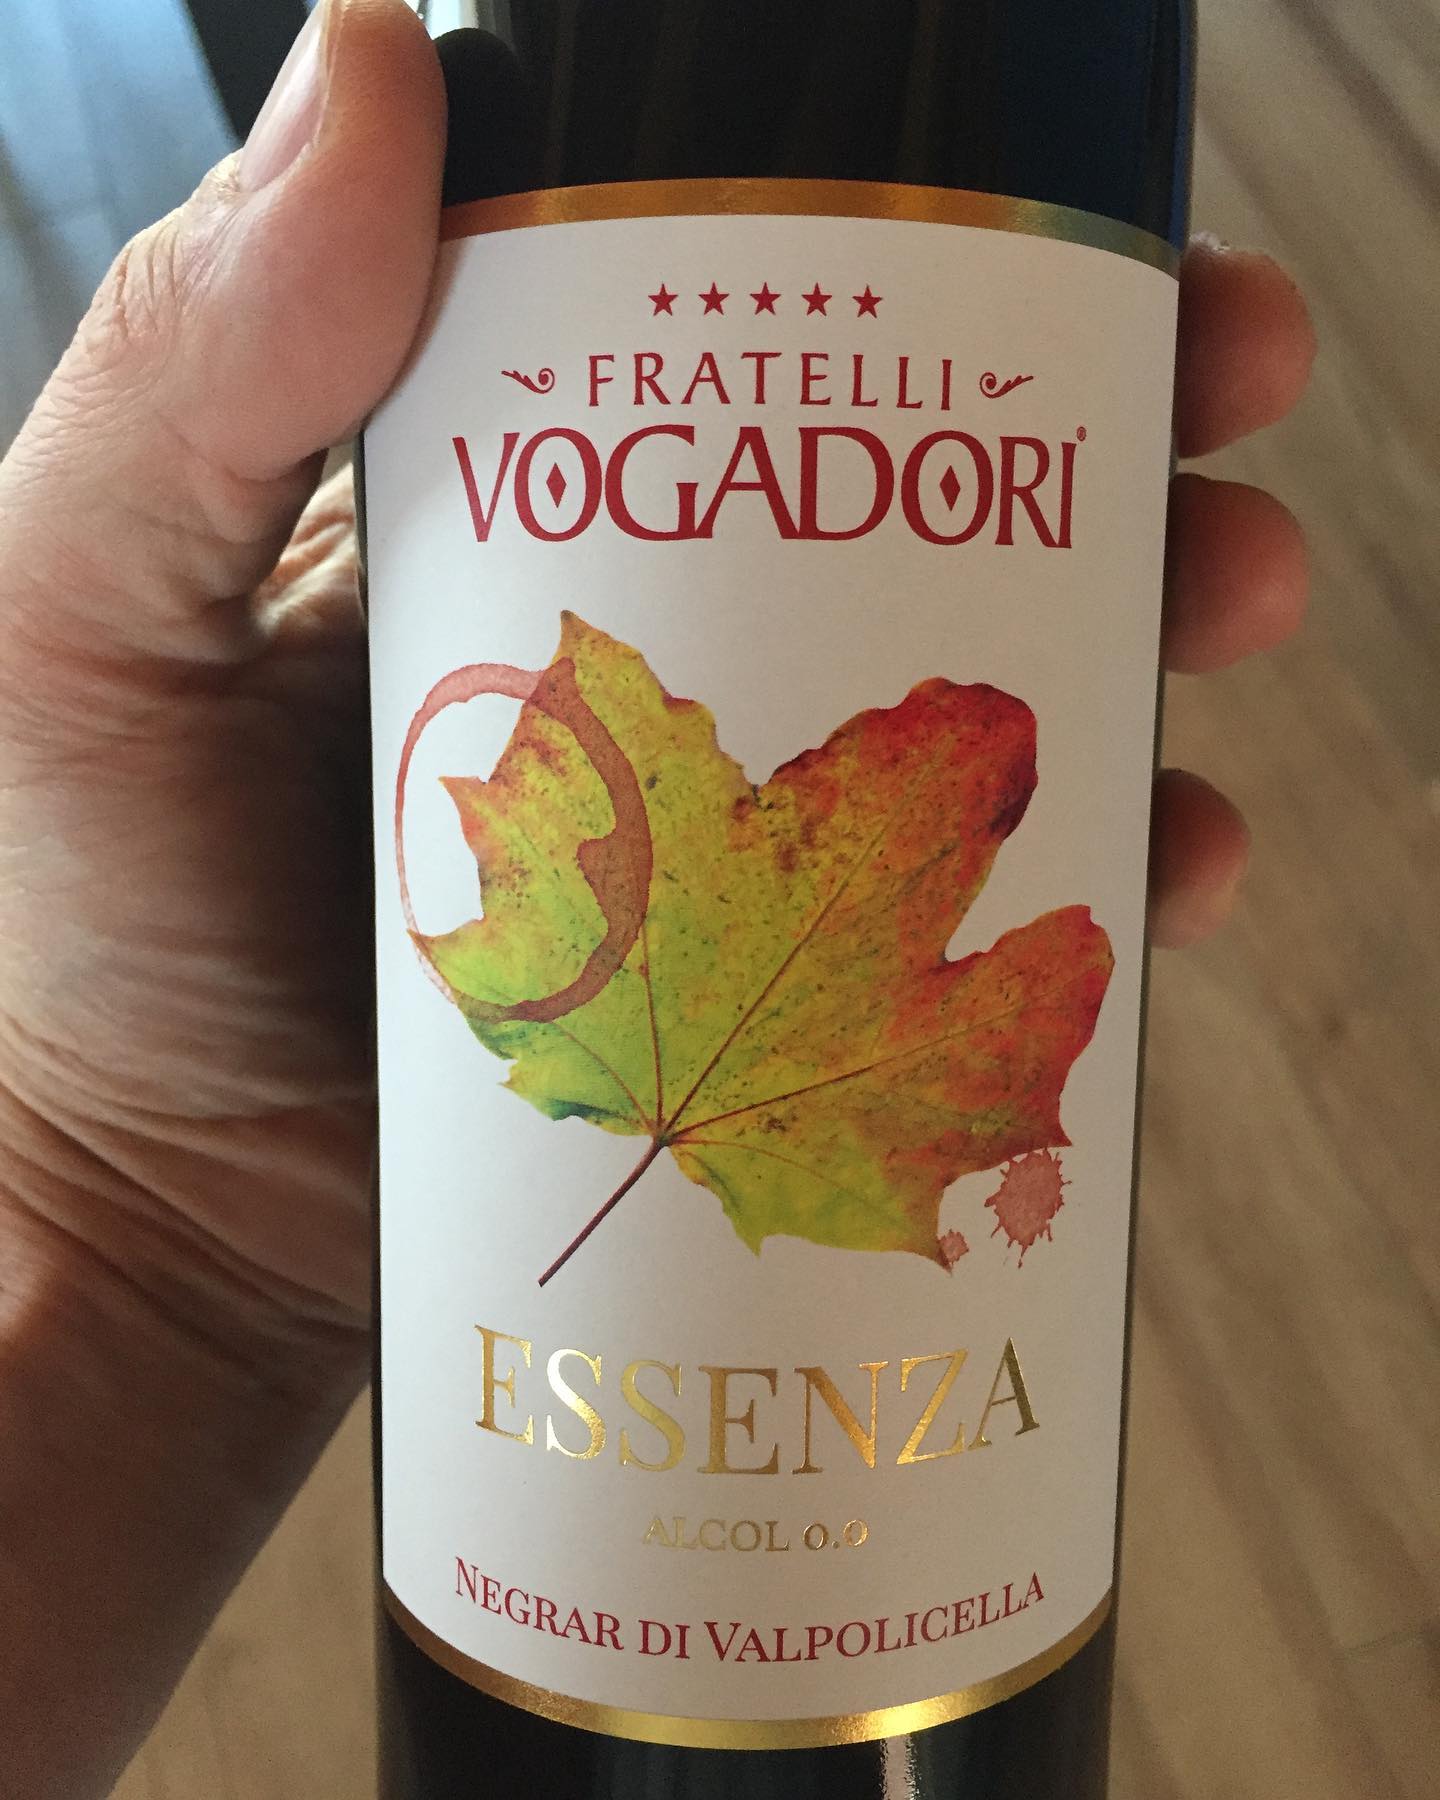 FRATELLI
VOGADORI®
ESSENZA
ALCOL 0.0
NEGRAR DI VALPOLICELLA